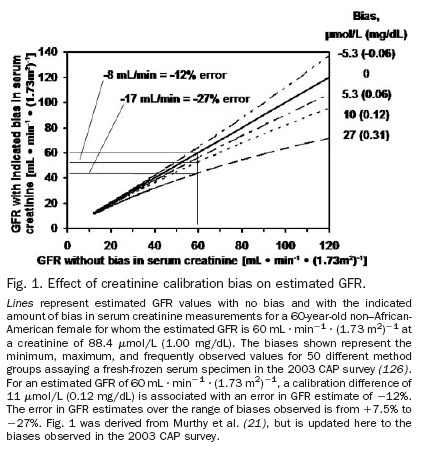 Bias,
µmol/L (mg/dL)
-5.3 (-0.06)
0
5.3 (0.06)
10 (0.12)
27 (0.31)
GFR with indicated bias in serum
creatinine [mL • min⁻¹ • (1.73m²)⁻¹]
140
120
100
80
60
40
20
0
-8 mL/min = -12% error
-17 mL/min = -27% error
0 20 40 60 80 100 120
GFR without bias in serum creatinine [mL • min⁻¹ • (1.73m²)⁻¹]
Fig. 1. Effect of creatinine calibration bias on estimated GFR.
Lines represent estimated GFR values with no bias and with the indicated
amount of bias in serum creatinine measurements for a 60-year-old non–African-
American female for whom the estimated GFR is 60 mL · min⁻¹ · (1.73 m²)⁻¹ at
a creatinine of 88.4 µmol/L (1.00 mg/dL). The biases shown represent the
minimum, maximum, and frequently observed values for 50 different method
groups assaying a fresh-frozen serum specimen in the 2003 CAP survey (126).
For an estimated GFR of 60 mL · min⁻¹ · (1.73 m²)⁻¹, a calibration difference of
11 µmol/L (0.12 mg/dL) is associated with an error in GFR estimate of −12%.
The error in GFR estimates over the range of biases observed is from +7.5% to
−27%. Fig. 1 was derived from Murthy et al. (21), but is updated here to the
biases observed in the 2003 CAP survey.